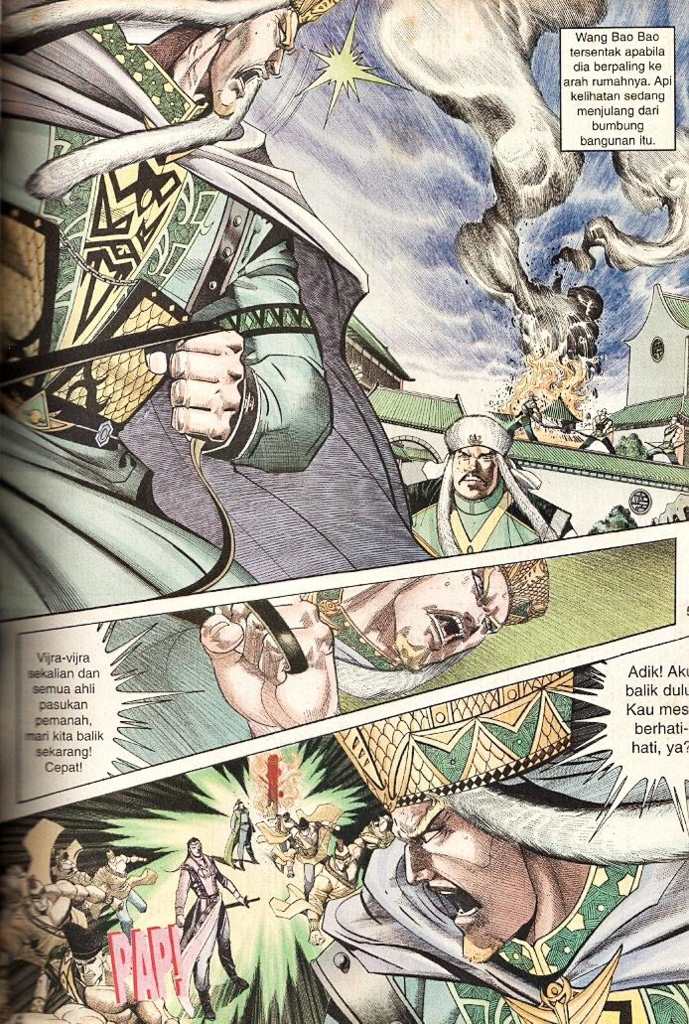 Wang Bao Bao
tersentak apabila
dia berpaling ke
arah rumahnya. Api
kelihatan sedang
menjulang dari
bumbung
bangunan itu.
Vijra-vijra
sekalian dan
semua ahli
pasukan
pemanah,
mari kita balik
sekarang!
Cepat!
Adik! Aku
balik dulu
Kau mes
berhati-
hati, ya?
PAP!